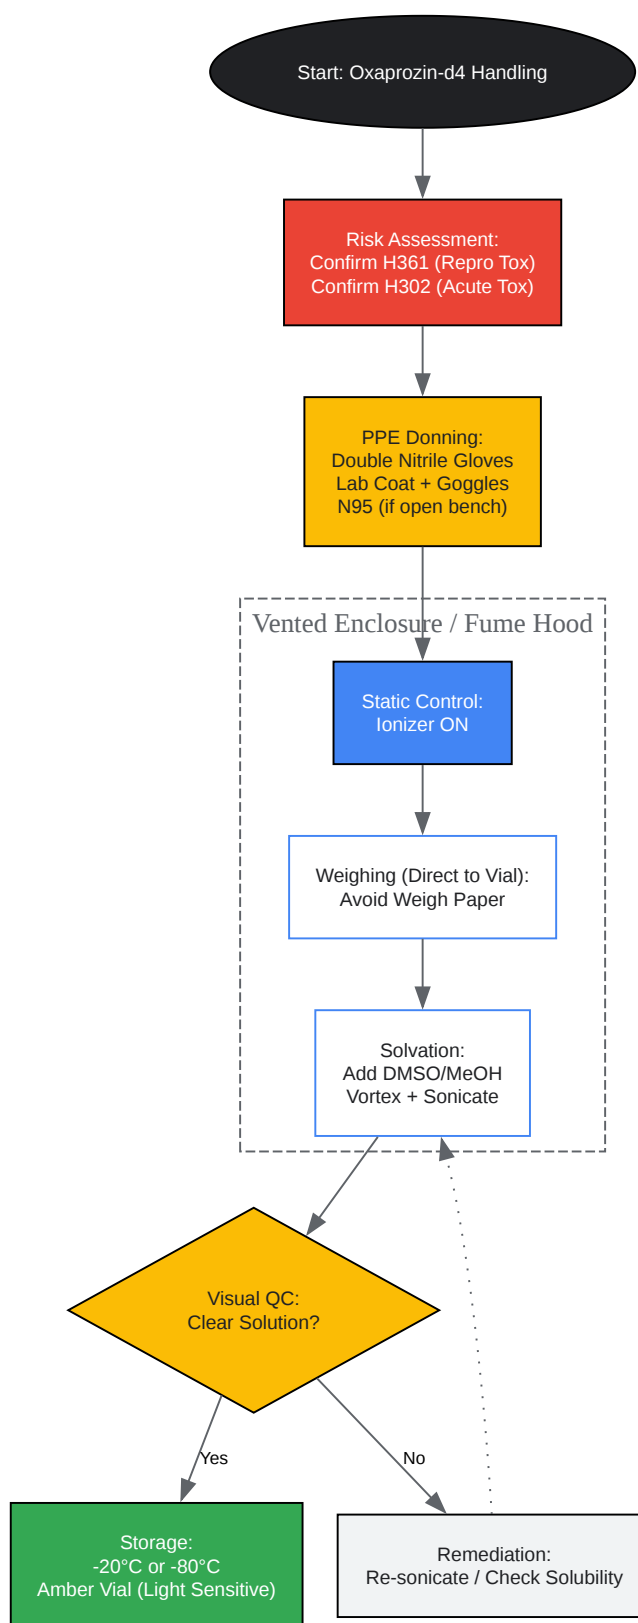 Start: Oxaprozin-d4 Handling
Risk Assessment:
Confirm H361 (Repro Tox)
Confirm H302 (Acute Tox)
PPE Donning:
Double Nitrile Gloves
Lab Coat + Goggles
N95 (if open bench)
Vented Enclosure / Fume Hood
Static Control:
Ionizer ON
Weighing (Direct to Vial):
Avoid Weigh Paper
Solvation:
Add DMSO/MeOH
Vortex + Sonicate
Visual QC:
Clear Solution?
Yes
No
Storage:
-20°C or -80°C
Amber Vial (Light Sensitive)
Remediation:
Re-sonicate / Check Solubility